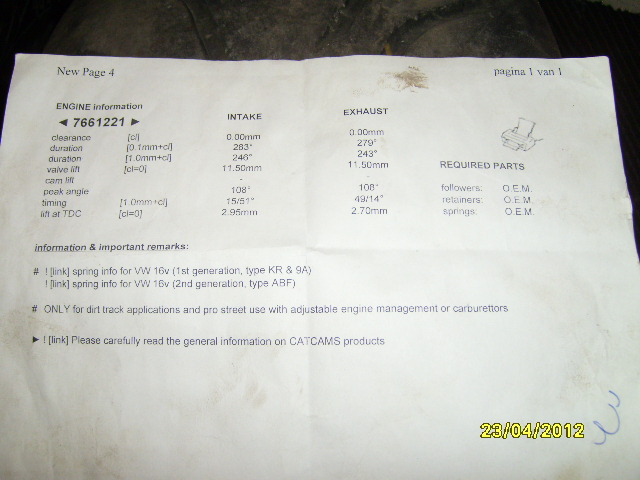 New Page 4 pagina 1 van 1
ENGINE information INTAKE EXHAUST
◄ 7661221 ►
clearance [cl] 0.00mm 0.00mm
duration [0.1mm+cl] 283° 279°
duration [1.0mm+cl] 246° 243°
valve lift [cl=0] 11.50mm 11.50mm REQUIRED PARTS
cam lift - -
peak angle 108° 108° followers: O.E.M.
timing [1.0mm+cl] 15/51° 49/14° retainers: O.E.M.
lift at TDC [cl=0] 2.95mm 2.70mm springs: O.E.M.
information & important remarks:
# ! [link] spring info for VW 16v (1st generation, type KR & 9A)
! [link] spring info for VW 16v (2nd generation, type ABF)
# ONLY for dirt track applications and pro street use with adjustable engine management or carburettors
► ! [link] Please carefully read the general information on CATCAMS products
23/04/2012